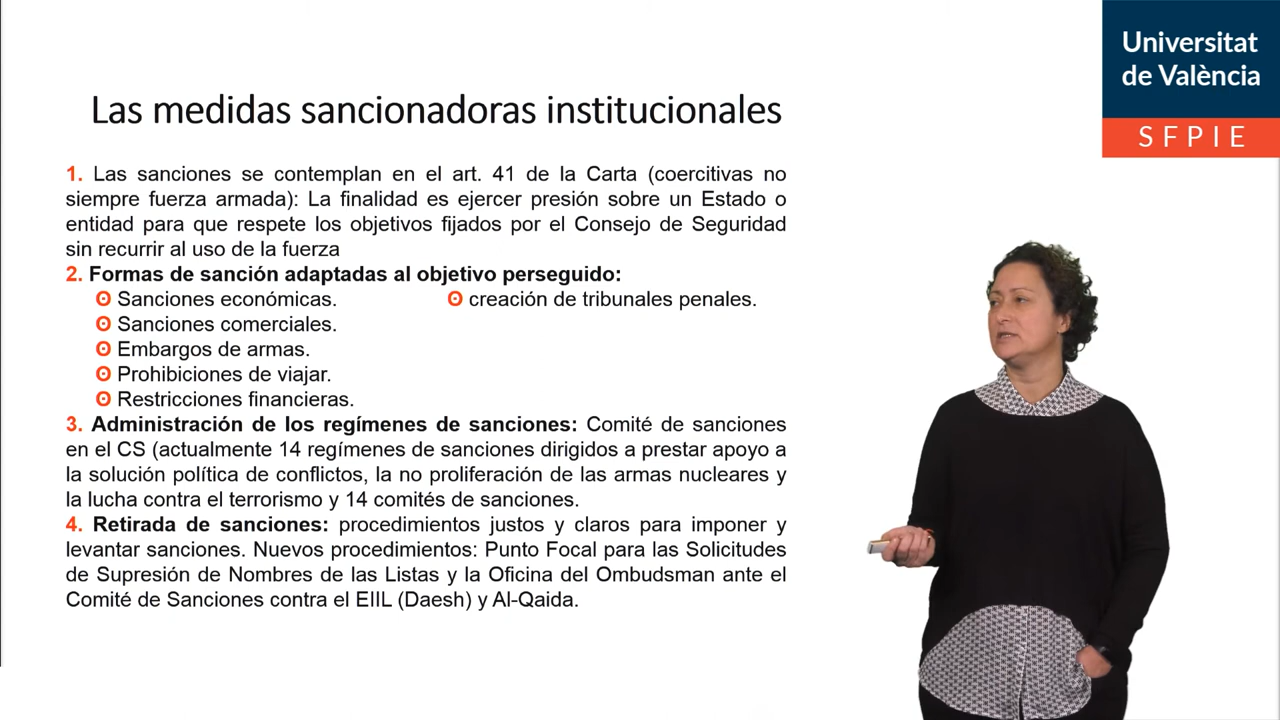 Universitat
de València
SFPIE
Las medidas sancionadoras institucionales
1. Las sanciones se contemplan en el art. 41 de la Carta (coercitivas no
siempre fuerza armada): La finalidad es ejercer presión sobre un Estado o
entidad para que respete los objetivos fijados por el Consejo de Seguridad
sin recurrir al uso de la fuerza
2. Formas de sanción adaptadas al objetivo perseguido:
ʘ Sanciones económicas. ʘ creación de tribunales penales.
ʘ Sanciones comerciales.
ʘ Embargos de armas.
ʘ Prohibiciones de viajar.
ʘ Restricciones financieras.
3. Administración de los regímenes de sanciones: Comité de sanciones
en el CS (actualmente 14 regímenes de sanciones dirigidos a prestar apoyo a
la solución política de conflictos, la no proliferación de las armas nucleares y
la lucha contra el terrorismo y 14 comités de sanciones.
4. Retirada de sanciones: procedimientos justos y claros para imponer y
levantar sanciones. Nuevos procedimientos: Punto Focal para las Solicitudes
de Supresión de Nombres de las Listas y la Oficina del Ombudsman ante el
Comité de Sanciones contra el EIIL (Daesh) y Al-Qaida.